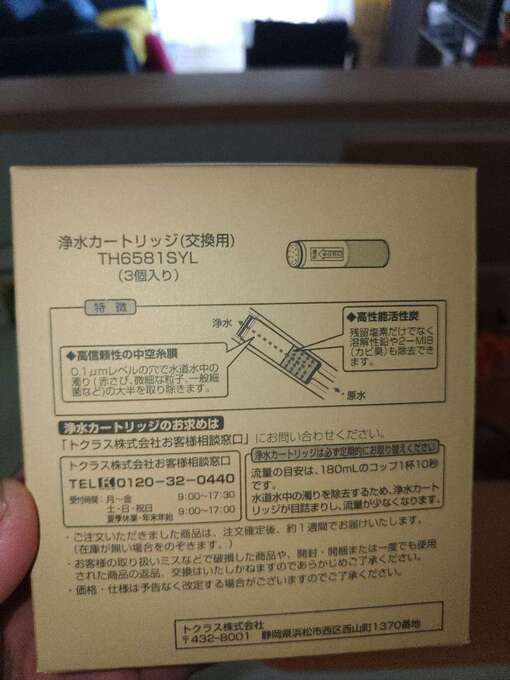 浄水カートリッジ(交換用)
TH6581SYL
(3個入り)
特徴
浄水
原水
◆高信頼性の中空糸膜
0.1μmレベルの穴で水道水中の
濁り(赤さび、微細な粒子、一般細
菌など)の大半を取り除きます。
◆高性能活性炭
残留塩素だけでなく
溶解性鉛や2-MIB
(カビ臭)も除去でき
ます。
浄水カートリッジのお求めは
「トクラス株式会社お客様相談窓口」にお問い合わせください。
トクラス株式会社お客様相談窓口
TEL 0120-32-0440
受付時間:月~金 9:00~17:30
土・日・祝日 9:00~17:00
夏季休業・年末年始
浄水カートリッジは必ず定期的にお取り替えください
流量の目安は、180mLのコップ1杯10秒
です。
水道水中の濁りを除去するため、浄水カート
リッジが目詰まりし、流量が少なくなります。
・ご注文いただきました商品は、注文確定後、約1週間でお届けいたします。
(在庫が無い場合をのぞきます。)
・お客様の取り扱いミスなどで破損した商品や、開封・開梱または一度でも使用
された商品の返品、交換はいたしかねますのであらかじめご了承ください。
・価格・仕様は予告なく改定する場合がございますのでご了承ください。
トクラス株式会社
〒432-8001 静岡県浜松市西区西山町1370番地